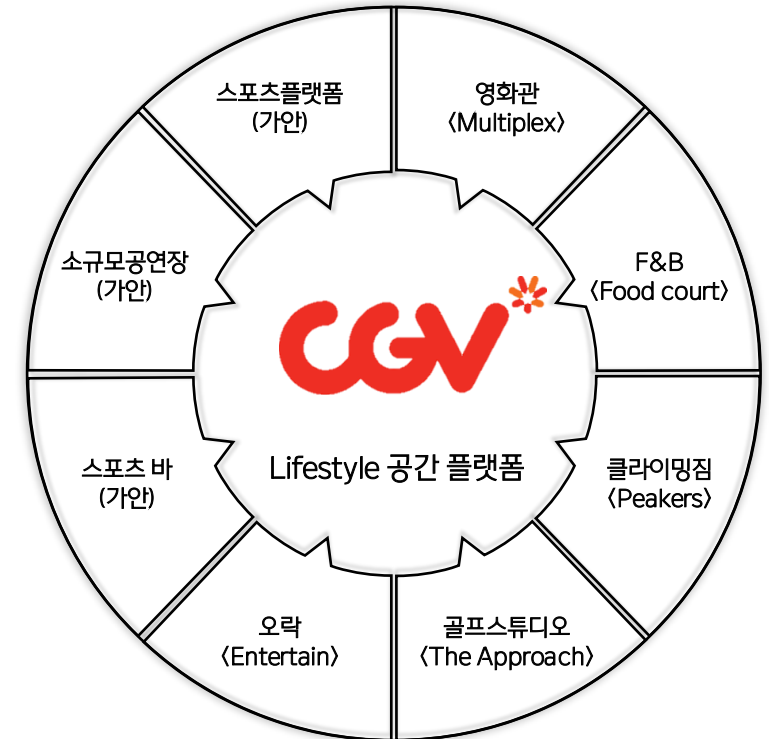 스포츠플랫폼
(가안)
영화관
<Multiplex>
소규모공연장
(가안)
F&B
<Food court>
CGV
Lifestyle 공간 플랫폼
스포츠 바
(가안)
클라이밍짐
<Peakers>
오락
<Entertain>
골프스튜디오
<The Approach>